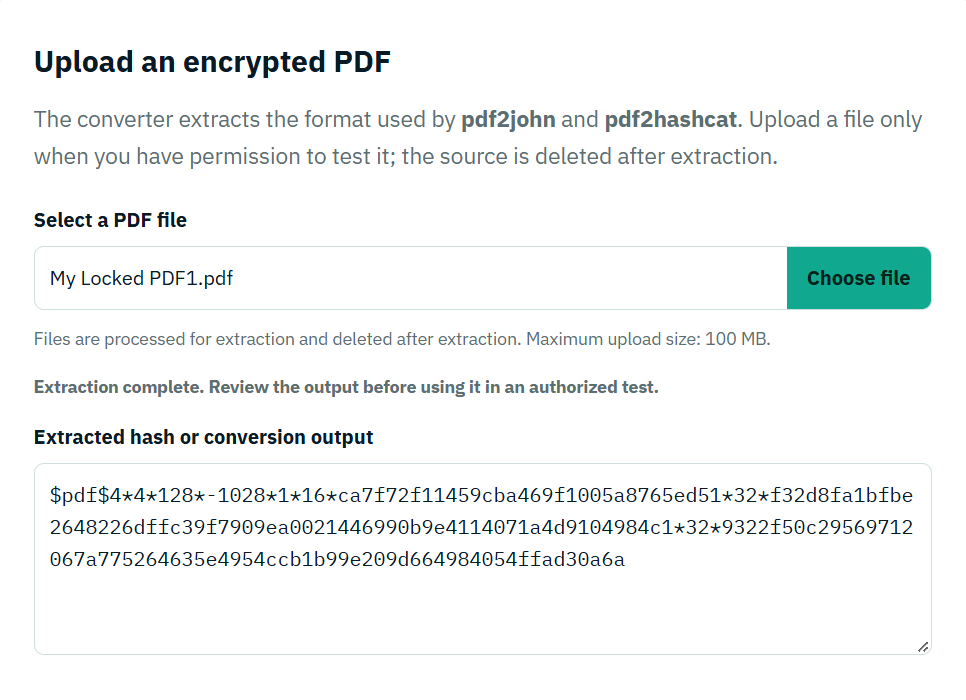 Upload an encrypted PDF
The converter extracts the format used by pdf2john and pdf2hashcat. Upload a file only
when you have permission to test it; the source is deleted after extraction.
Select a PDF file
My Locked PDF1.pdf
Choose file
Files are processed for extraction and deleted after extraction. Maximum upload size: 100 MB.
Extraction complete. Review the output before using it in an authorized test.
Extracted hash or conversion output
$pdf$4*4*128*-1028*1*16*ca7f72f11459cba469f1005a8765ed51*32*f32d8fa1bfbe
2648226dffc39f7909ea0021446990b9e4114071a4d9104984c1*32*9322f50c29569712
067a775264635e4954ccb1b99e209d664984054ffad30a6a